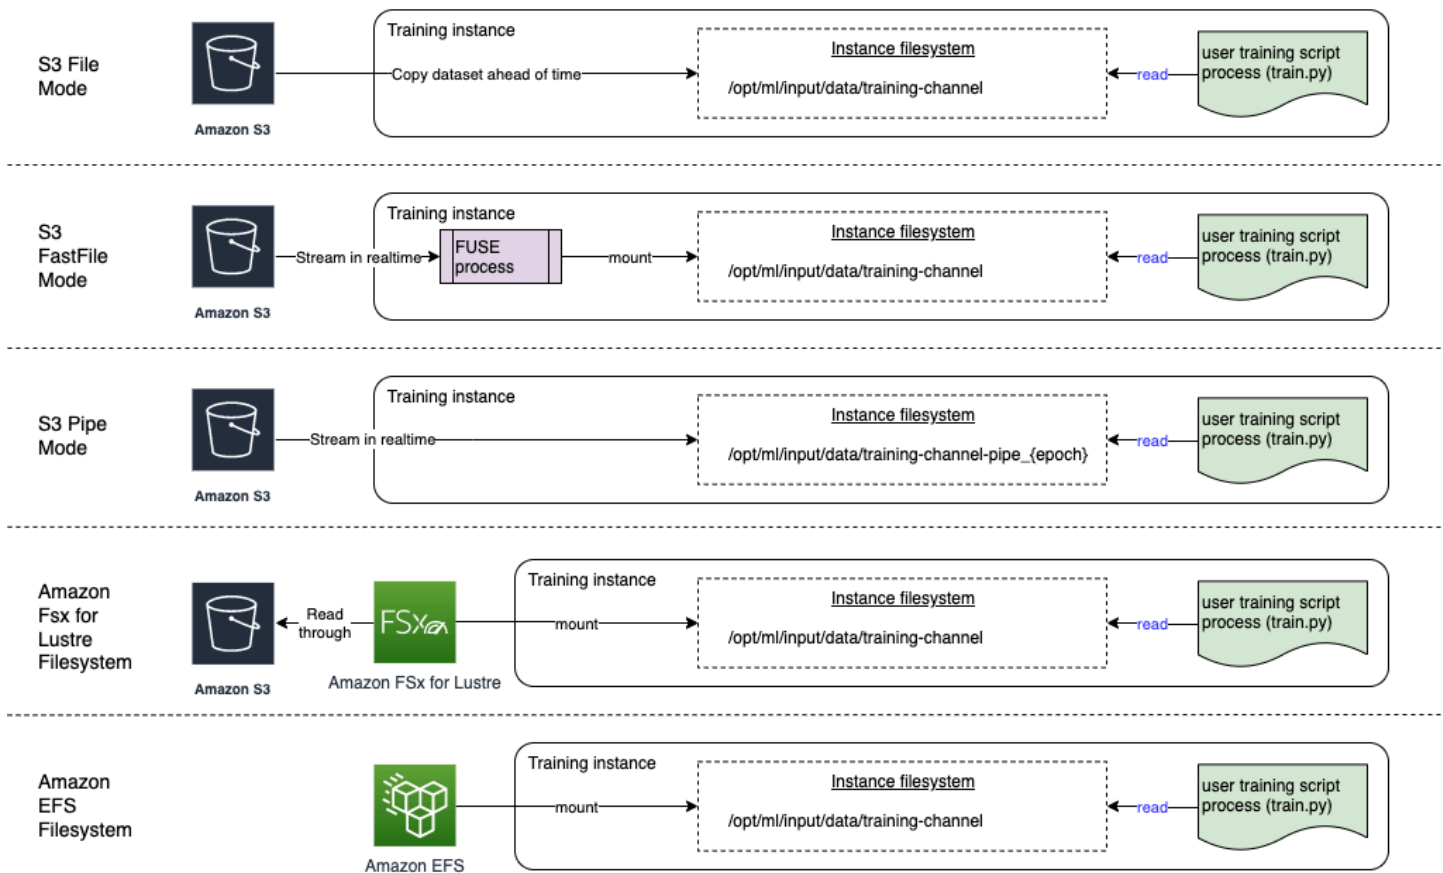 S3 File
Mode
Amazon S3
Training instance
Copy dataset ahead of time
Instance filesystem
/opt/ml/input/data/training-channel
read
user training script
process (train.py)
S3
FastFile
Mode
Amazon S3
Stream in realtime
Training instance
FUSE
process
mount
Instance filesystem
/opt/ml/input/data/training-channel
read
user training script
process (train.py)
S3 Pipe
Mode
Amazon S3
Stream in realtime
Training instance
Instance filesystem
/opt/ml/input/data/training-channel-pipe_{epoch}
read
user training script
process (train.py)
Amazon
Fsx for
Lustre
Filesystem
Amazon S3
Read
through
FSx
Amazon FSx for Lustre
Training instance
mount
Instance filesystem
/opt/ml/input/data/training-channel
read
user training script
process (train.py)
Amazon
EFS
Filesystem
Amazon EFS
Training instance
mount
Instance filesystem
/opt/ml/input/data/training-channel
read
user training script
process (train.py)